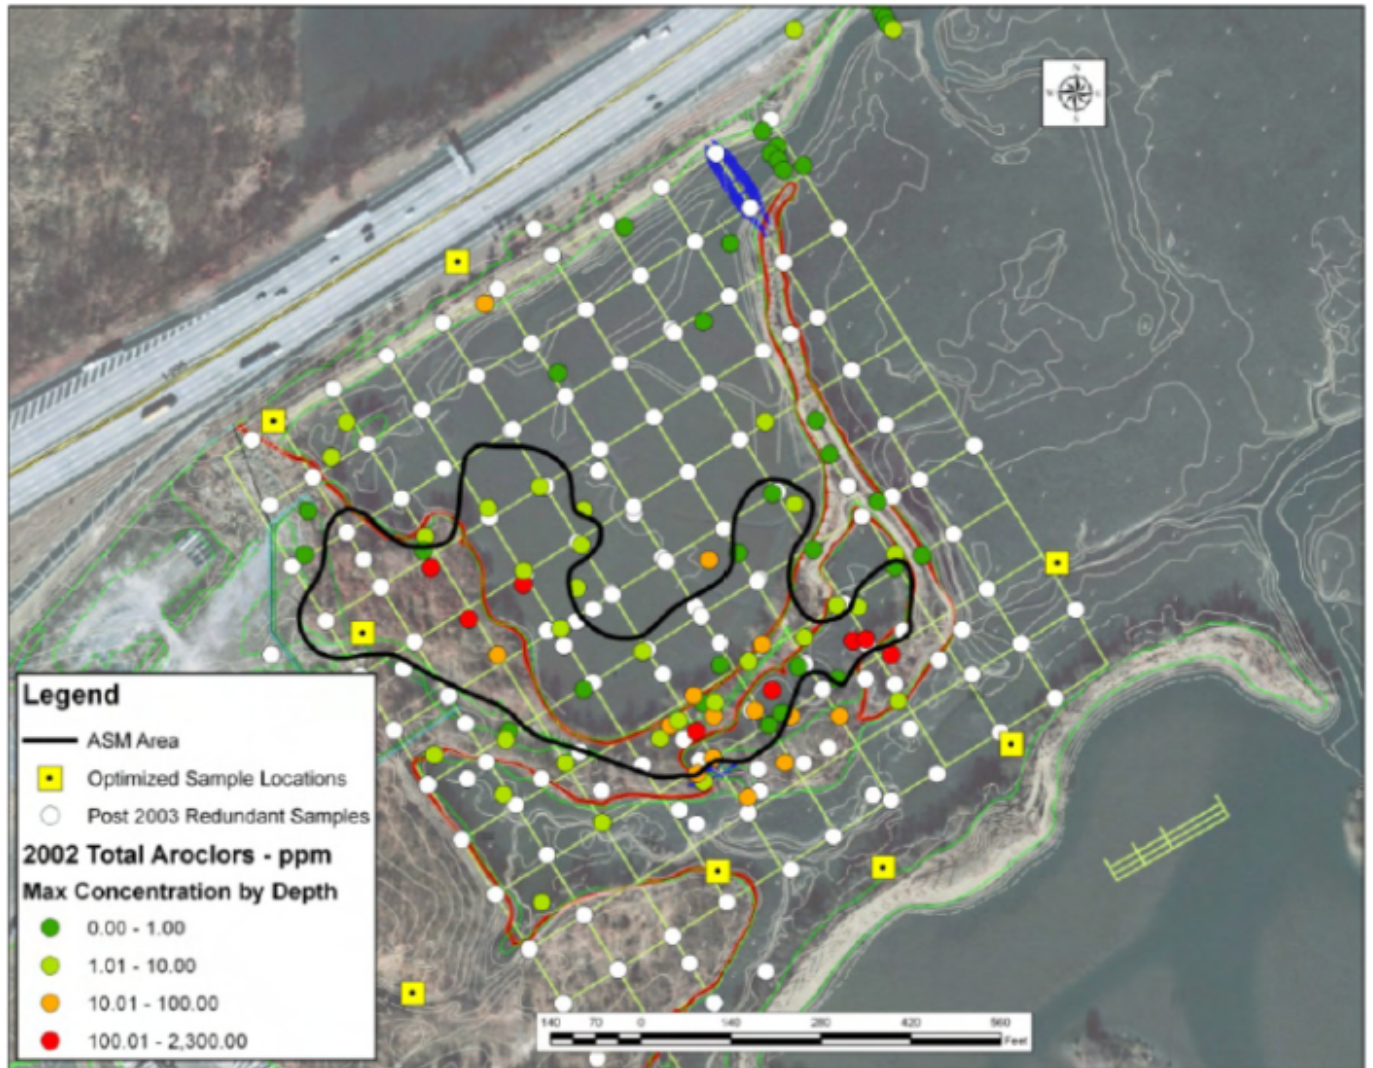 N
W
E
S
I-295
Legend
ASM Area
Optimized Sample Locations
Post 2003 Redundant Samples
2002 Total Aroclors - ppm
Max Concentration by Depth
0.00 - 1.00
1.01 - 10.00
10.01 - 100.00
100.01 - 2,300.00
140 70 0 140 280 420 560
Feet